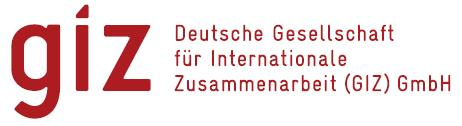 giz
Deutsche Gesellschaft
für Internationale
Zusammenarbeit (GIZ) GmbH